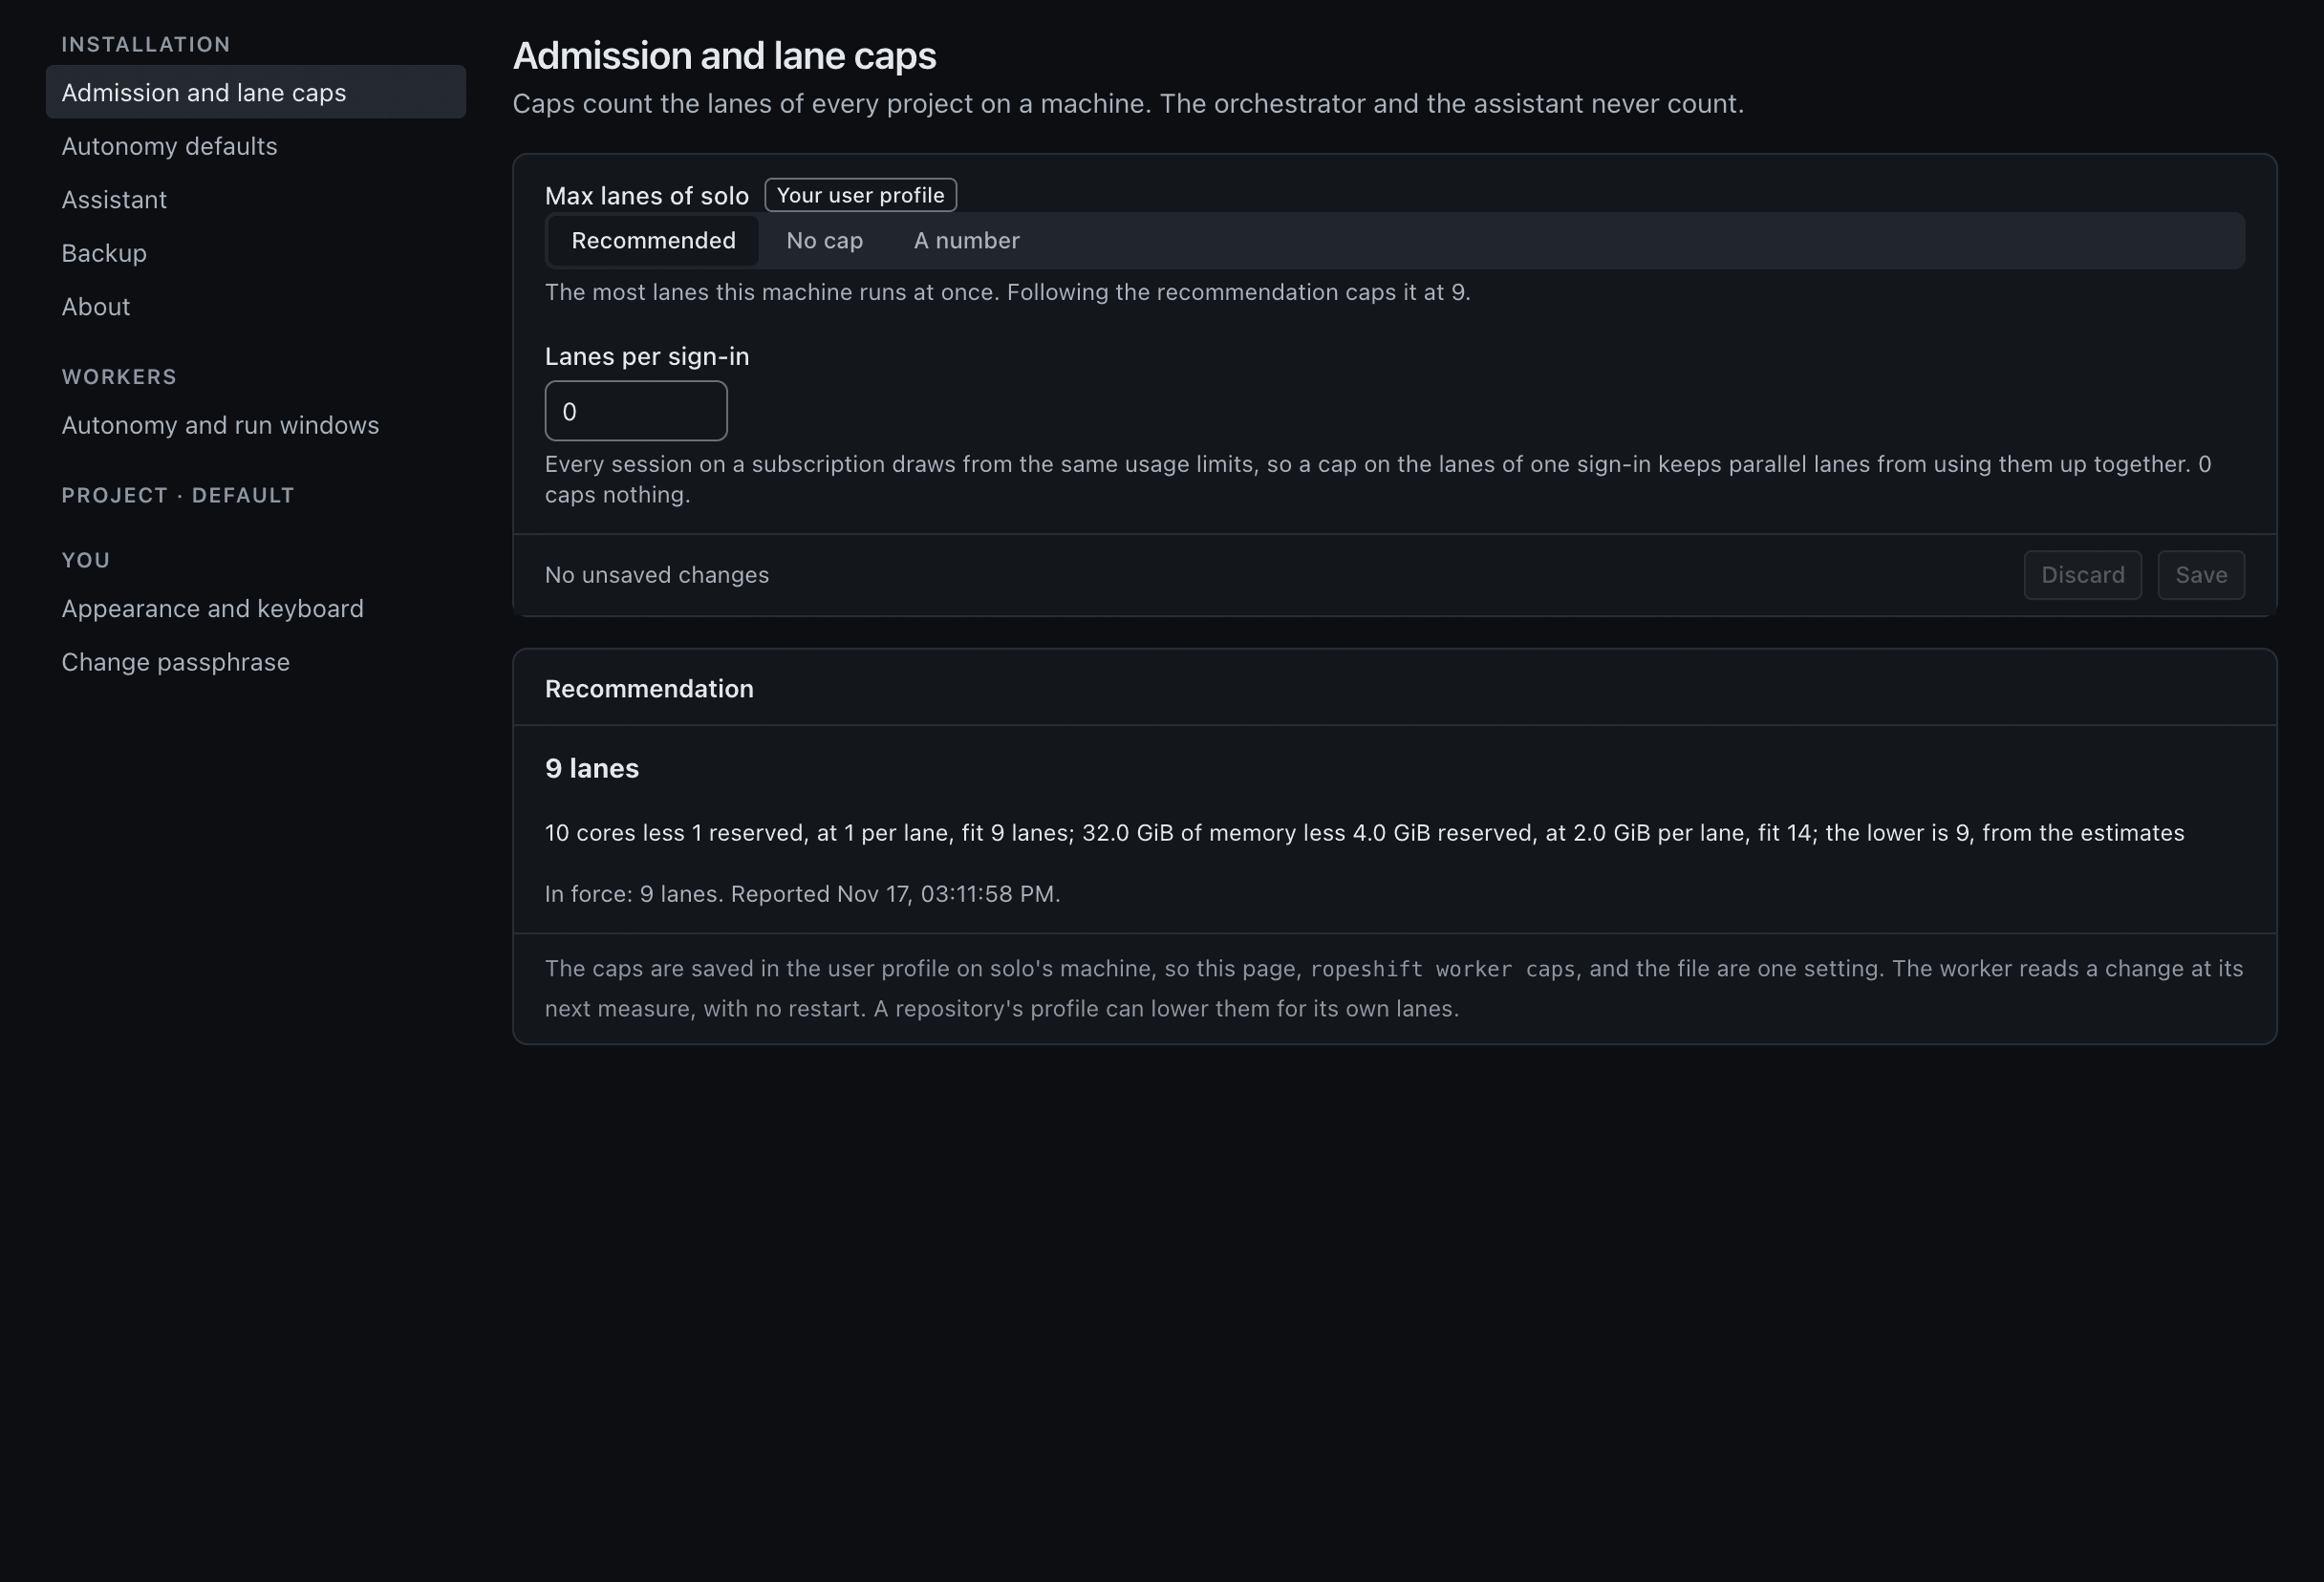 INSTALLATION
Admission and lane caps
Autonomy defaults
Assistant
Backup
About
WORKERS
Autonomy and run windows
PROJECT · DEFAULT
YOU
Appearance and keyboard
Change passphrase
Admission and lane caps
Caps count the lanes of every project on a machine. The orchestrator and the assistant never count.
Max lanes of solo Your user profile
Recommended No cap A number
The most lanes this machine runs at once. Following the recommendation caps it at 9.
Lanes per sign-in
0
Every session on a subscription draws from the same usage limits, so a cap on the lanes of one sign-in keeps parallel lanes from using them up together. 0
caps nothing.
No unsaved changes Discard Save
Recommendation
9 lanes
10 cores less 1 reserved, at 1 per lane, fit 9 lanes; 32.0 GiB of memory less 4.0 GiB reserved, at 2.0 GiB per lane, fit 14; the lower is 9, from the estimates
In force: 9 lanes. Reported Nov 17, 03:11:58 PM.
The caps are saved in the user profile on solo's machine, so this page, ropeshift worker caps, and the file are one setting. The worker reads a change at its
next measure, with no restart. A repository's profile can lower them for its own lanes.